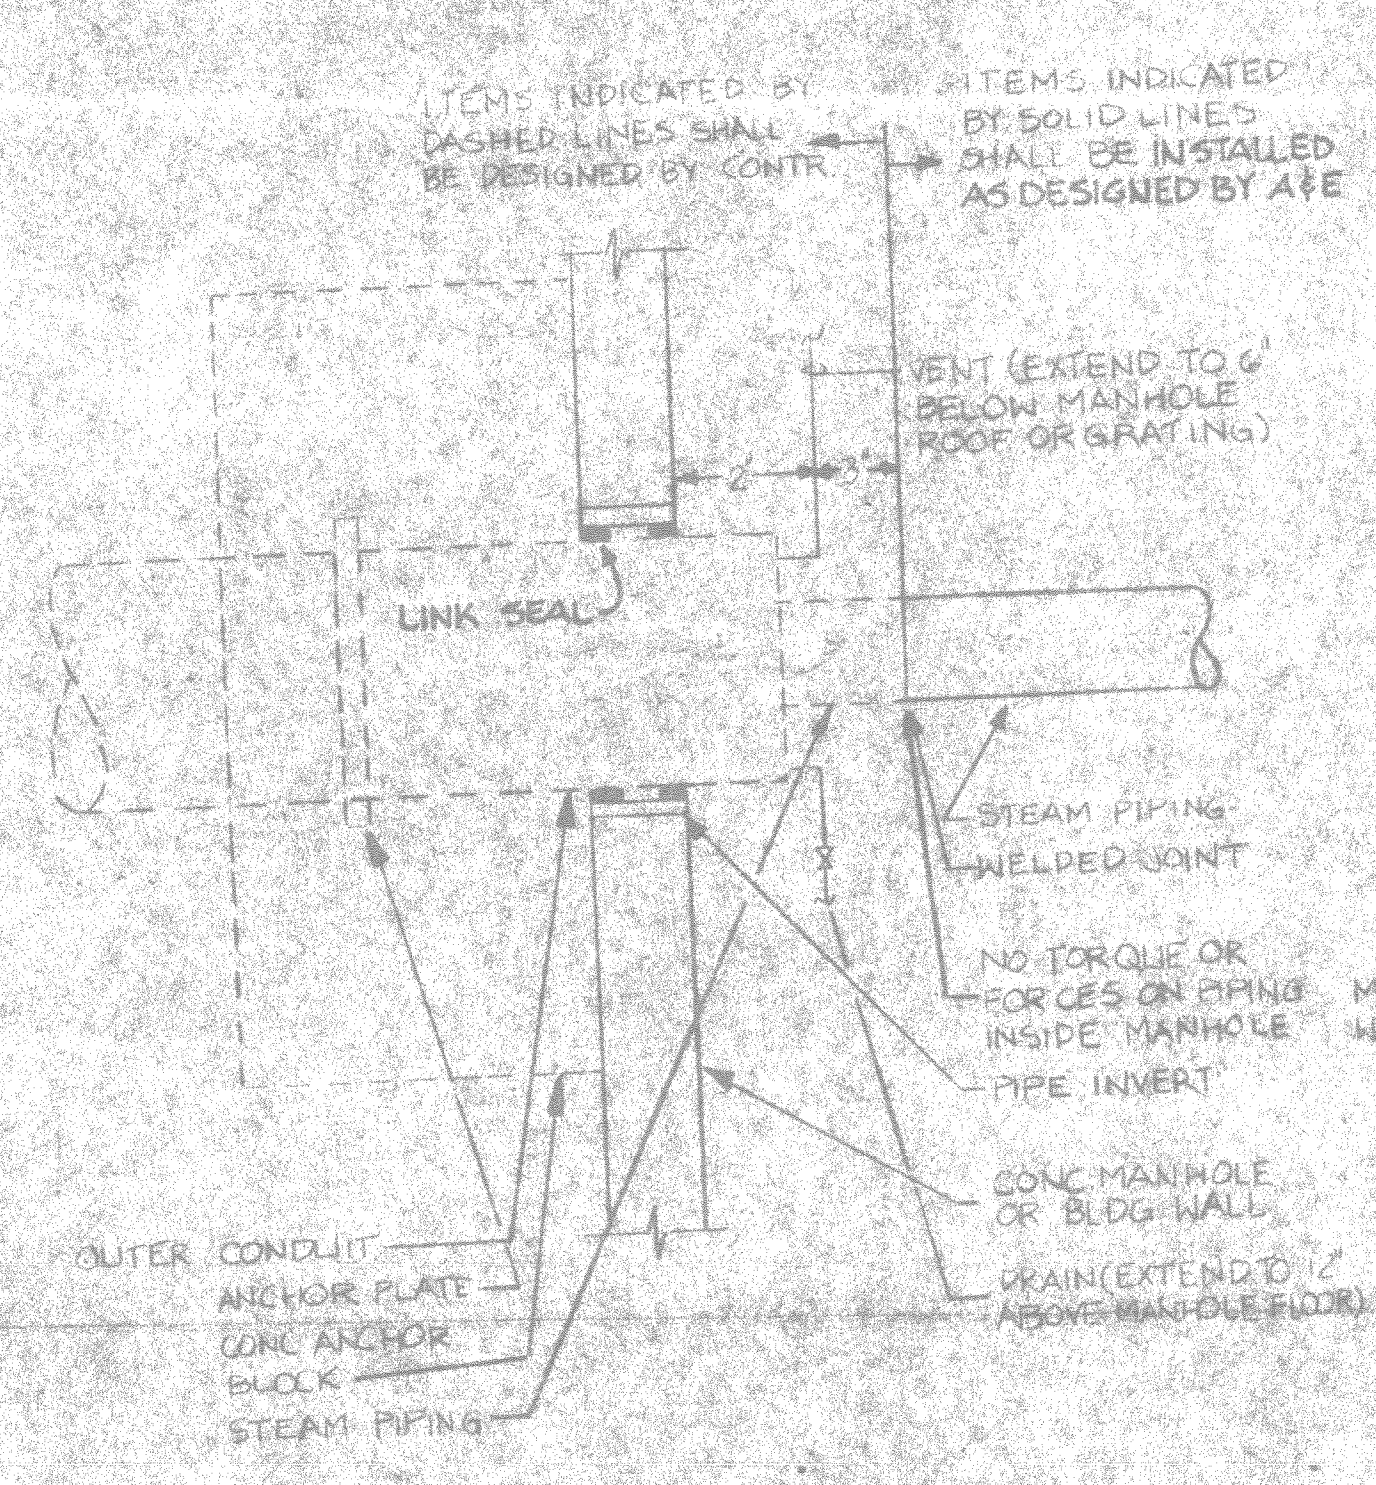 ITEMS INDICATED BY
DASHED LINES SHALL
BE DESIGNED BY CONTR.
ITEMS INDICATED
BY SOLID LINES
SHALL BE INSTALLED
AS DESIGNED BY A&E
VENT (EXTEND TO 6"
BELOW MANHOLE
ROOF OR GRATING)
2'
3"
LINK SEAL
STEAM PIPING
WELDED JOINT
NO TORQUE OR
FORCES ON PIPING
INSIDE MANHOLE
PIPE INVERT
CONC. MANHOLE
OR BLDG WALL
DRAIN (EXTEND TO 12"
ABOVE MANHOLE FLOOR)
OUTER CONDUIT
ANCHOR PLATE
CONC ANCHOR
BLOCK
STEAM PIPING